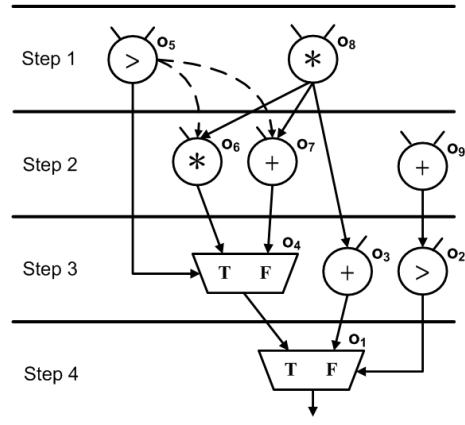 Step 1 > o5 * o8
Step 2 * o6 + o7 + o9
Step 3 T F o4 + o3 > o2
Step 4 T F o1